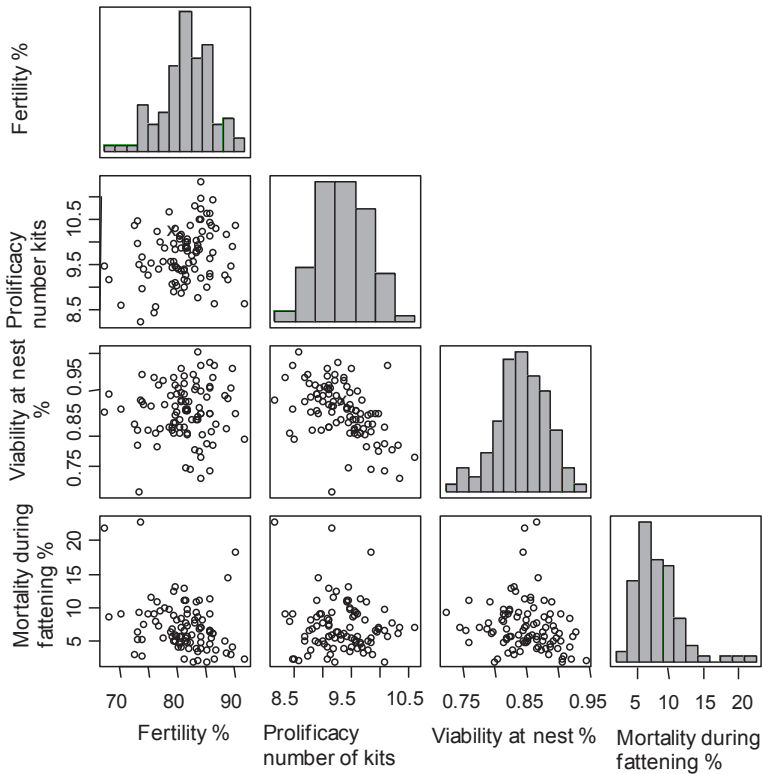 Fertility %
Prolificacy
number kits
10.5
9.5
8.5
Viability at nest
%
0.95
0.85
0.75
Mortality during
fattening %
20
15
10
5
70 80 90
8.5 9.5 10.5
0.75 0.85 0.95
5 10 15 20
Fertility %
Prolificacy
number of kits
Viability at nest %
Mortality during
fattening %